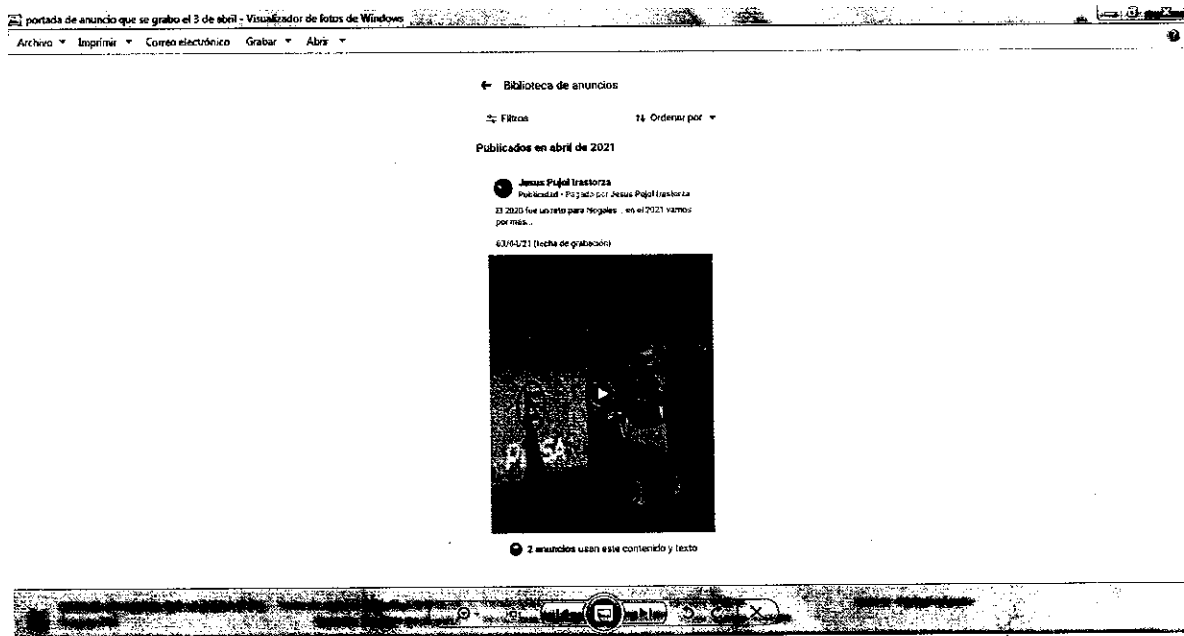 portada de anuncio que se grabo el 3 de abril - Visualizador de fotos de Windows
Archivo Imprimir Correo electrónico Grabar Abrir
← Biblioteca de anuncios
Filtros Ordenar por
Publicados en abril de 2021
Jesus Pujol Irastorza
Publicidad • Pagado por Jesus Pujol Irastorza
El 2020 fue un reto para Nogales , en el 2021 vamos
por más...
03/04/21 (fecha de grabación)
2 anuncios usan este contenido y texto